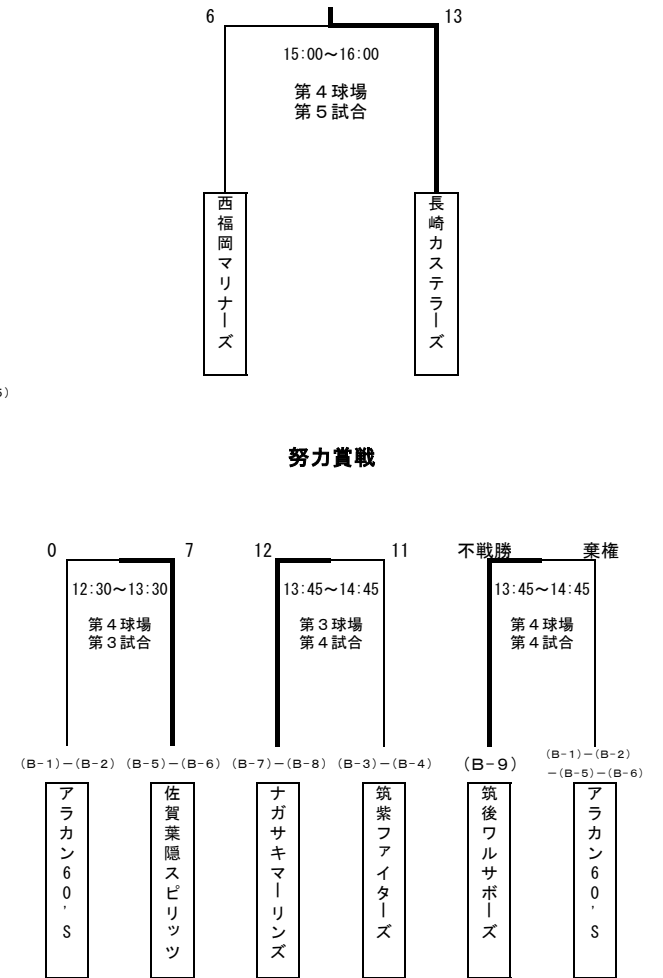 6
13
15:00～16:00
第４球場
第５試合
西福岡マリナーズ
長崎カステラーズ
6）
努力賞戦
0
7
12
11
不戦勝
棄権
12:30～13:30
13:45～14:45
13:45～14:45
第４球場
第３試合
第３球場
第４試合
第４球場
第４試合
（B-1）－（B-2）
（B-5）－（B-6）
（B-7）－（B-8）
（B-3）－（B-4）
（B-9）
（B-1）－（B-2）
－（B-5）－（B-6）
アラカン６０’Ｓ
佐賀葉隠スピリッツ
ナガサキマーリンズ
筑紫ファイターズ
筑後ワルサボーズ
アラカン６０’Ｓ